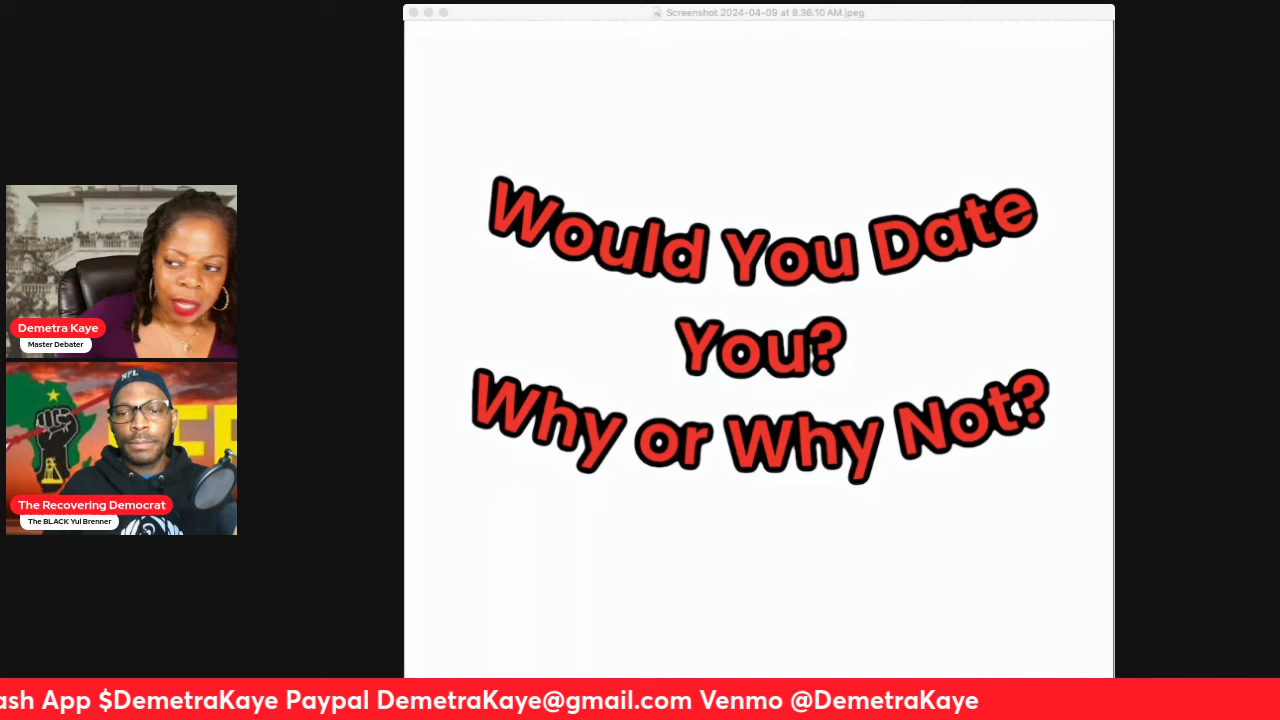 Screenshot 2024-04-09 at 8.36.10 AM.jpeg
Would You Date
You?
Why or Why Not?
Demetra Kaye
Master Debater
NFL
The Recovering Democrat
The BLACK Yul Brenner
ash App $DemetraKaye Paypal DemetraKaye@gmail.com Venmo @DemetraKaye